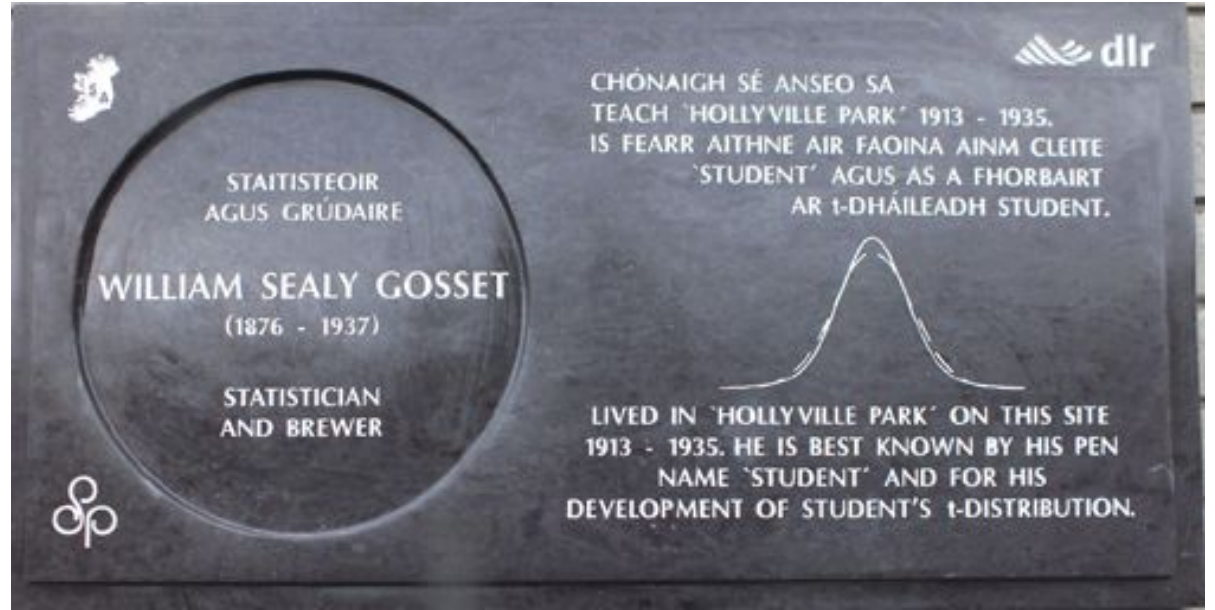 dlr
STAITISTEOIR
AGUS GRÚDAIRE
WILLIAM SEALY GOSSET
(1876 - 1937)
STATISTICIAN
AND BREWER
CHÓNAIGH SÉ ANSEO SA
TEACH `HOLLYVILLE PARK´ 1913 - 1935.
IS FEARR AITHNE AIR FAOINA AINM CLEITE
`STUDENT´ AGUS AS A FHORBAIRT
AR t-DHÁILEADH STUDENT.
LIVED IN `HOLLYVILLE PARK´ ON THIS SITE
1913 - 1935. HE IS BEST KNOWN BY HIS PEN
NAME `STUDENT´ AND FOR HIS
DEVELOPMENT OF STUDENT'S t-DISTRIBUTION.